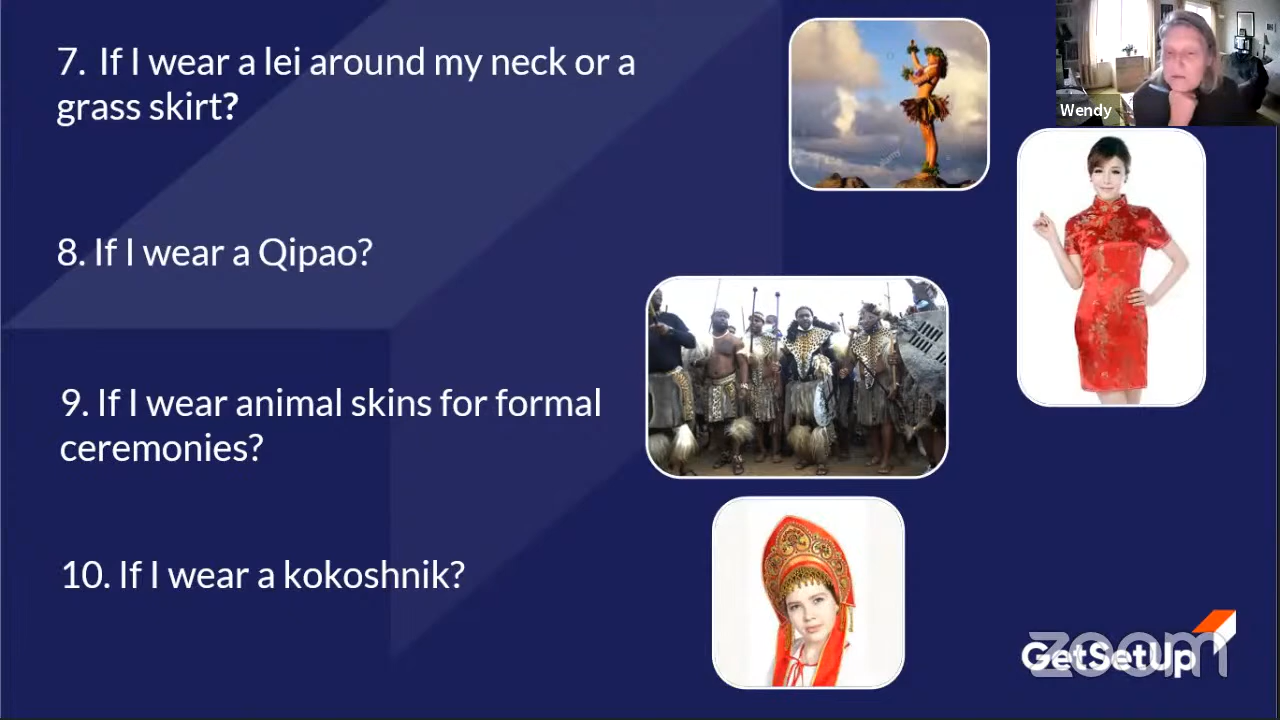 7. If I wear a lei around my neck or a
grass skirt?
Wendy
8. If I wear a Qipao?
9. If I wear animal skins for formal
ceremonies?
10. If I wear a kokoshnik?
GetSetUp
zoom